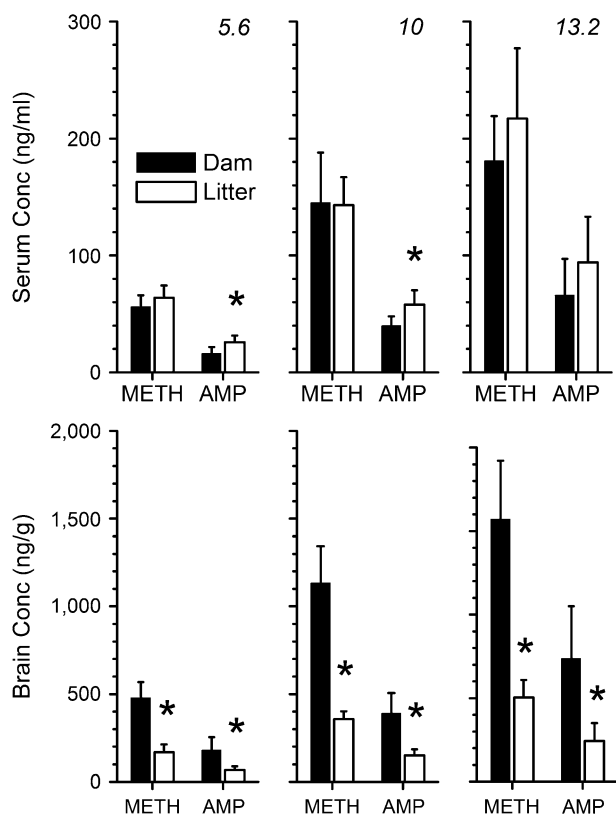 5.6 10 13.2
300
200
100
0
Serum Conc (ng/ml)
Dam
Litter
*
*
METH AMP METH AMP METH AMP
2,000
1,500
1,000
500
0
Brain Conc (ng/g)
* * * * * *
METH AMP METH AMP METH AMP